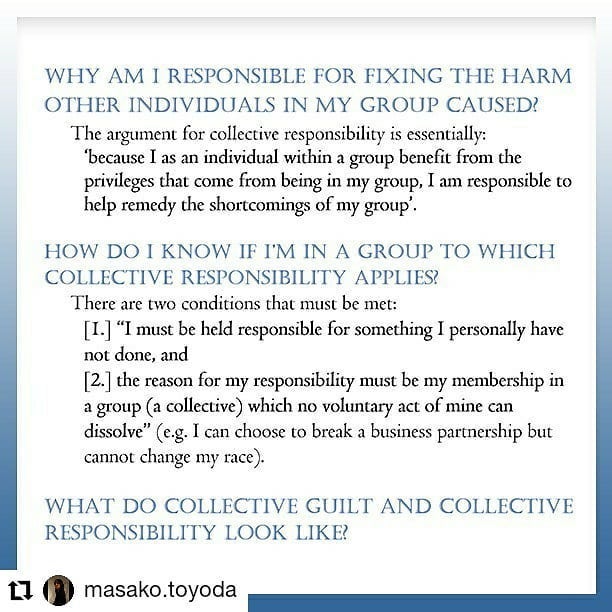 WHY AM I RESPONSIBLE FOR FIXING THE HARM
OTHER INDIVIDUALS IN MY GROUP CAUSED?
The argument for collective responsibility is essentially:
'because I as an individual within a group benefit from the
privileges that come from being in my group, I am responsible to
help remedy the shortcomings of my group'.
HOW DO I KNOW IF I'M IN A GROUP TO WHICH
COLLECTIVE RESPONSIBILITY APPLIES?
There are two conditions that must be met:
[1.] "I must be held responsible for something I personally have
not done, and
[2.] the reason for my responsibility must be my membership in
a group (a collective) which no voluntary act of mine can
dissolve" (e.g. I can choose to break a business partnership but
cannot change my race).
WHAT DO COLLECTIVE GUILT AND COLLECTIVE
RESPONSIBILITY LOOK LIKE?
masako.toyoda